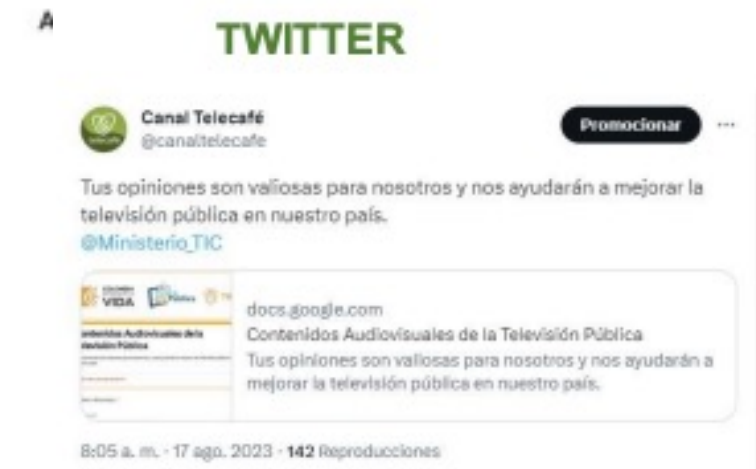 TWITTER
Canal Telecafé
@canaltelecafe
Promocionar
Tus opiniones son valiosas para nosotros y nos ayudarán a mejorar la
televisión pública en nuestro país.
@Ministerio_TIC
VIDA
docs.google.com
Contenidos Audiovisuales de la Televisión Pública
Tus opiniones son valiosas para nosotros y nos ayudarán a
mejorar la televisión pública en nuestro país.
8:05 a. m. · 17 ago. 2023 · 142 Reproducciones